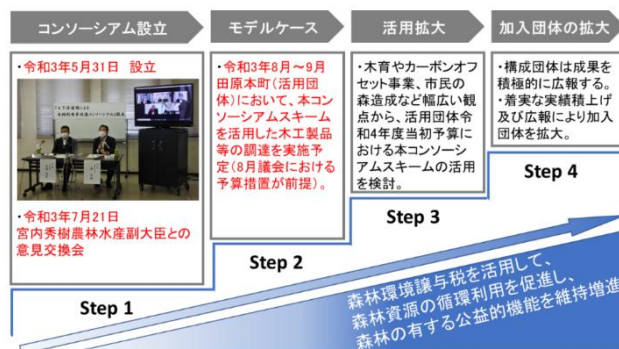 コンソーシアム設立
モデルケース
活用拡大
加入団体の拡大
・令和3年5月31日 設立
・令和3年7月21日
宮内秀樹農林水産副大臣との
意見交換会
Step 1
・令和3年8月～9月
田原本町(活用団
体)において、本コン
ソーシアムスキーム
を活用した木工製品
等の調達を実施予
定(8月議会における
予算措置が前提)。
Step 2
・木育やカーボンオフ
セット事業、市民の
森造成など幅広い観
点から、活用団体令
和4年度当初予算に
おける本コンソーシ
アムスキームの活用
を検討。
Step 3
・構成団体は成果を
積極的に広報する。
・着実な実績積上げ
及び広報により加入
団体を拡大。
Step 4
森林環境譲与税を活用して、
森林資源の循環利用を促進し、
森林の有する公益的機能を維持増進